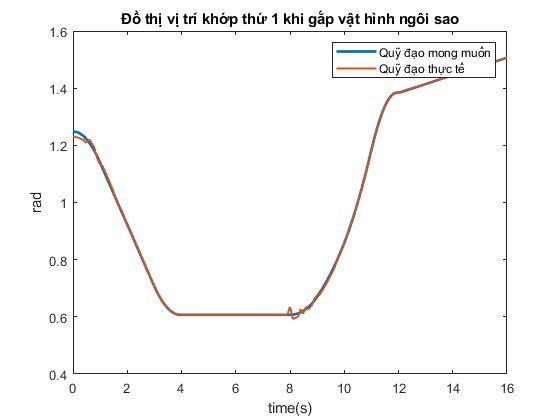 Đồ thị vị trí khớp thứ 1 khi gắp vật hình ngôi sao
Quỹ đạo mong muốn
Quỹ đạo thực tế
1.6
1.4
1.2
1
0.8
0.6
0.4
rad
0 2 4 6 8 10 12 14 16
time(s)